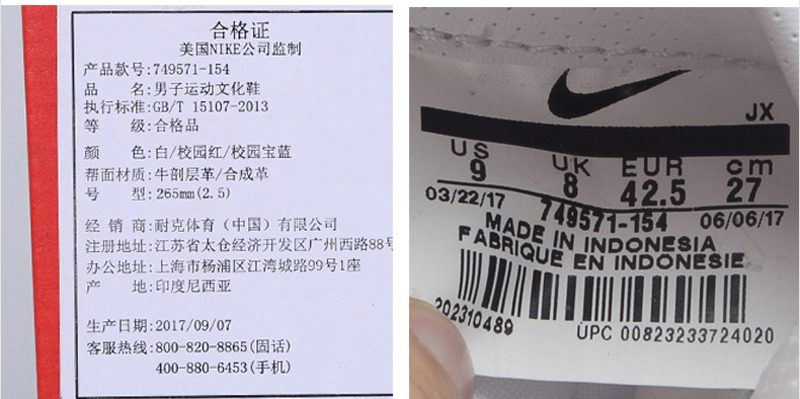 合格证
美国NIKE公司监制
产品款号:749571-154
品 名:男子运动文化鞋
执行标准:GB/T 15107-2013
等 级:合格品
颜 色:白/校园红/校园宝蓝
帮面材质:牛剖层革/合成革
号 型:265mm(2.5)
经 销 商:耐克体育（中国）有限公司
注册地址:江苏省太仓经济开发区广州西路88号
办公地址:上海市杨浦区江湾城路99号1座
产 地:印度尼西亚
生产日期:2017/09/07
客服热线:800-820-8865(固话)
400-880-6453(手机)
JX
US UK EUR cm
9 8 42.5 27
03/22/17 749571-154 06/06/17
MADE IN INDONESIA
FABRIQUE EN INDONESIE
202310489
UPC 00823233724020